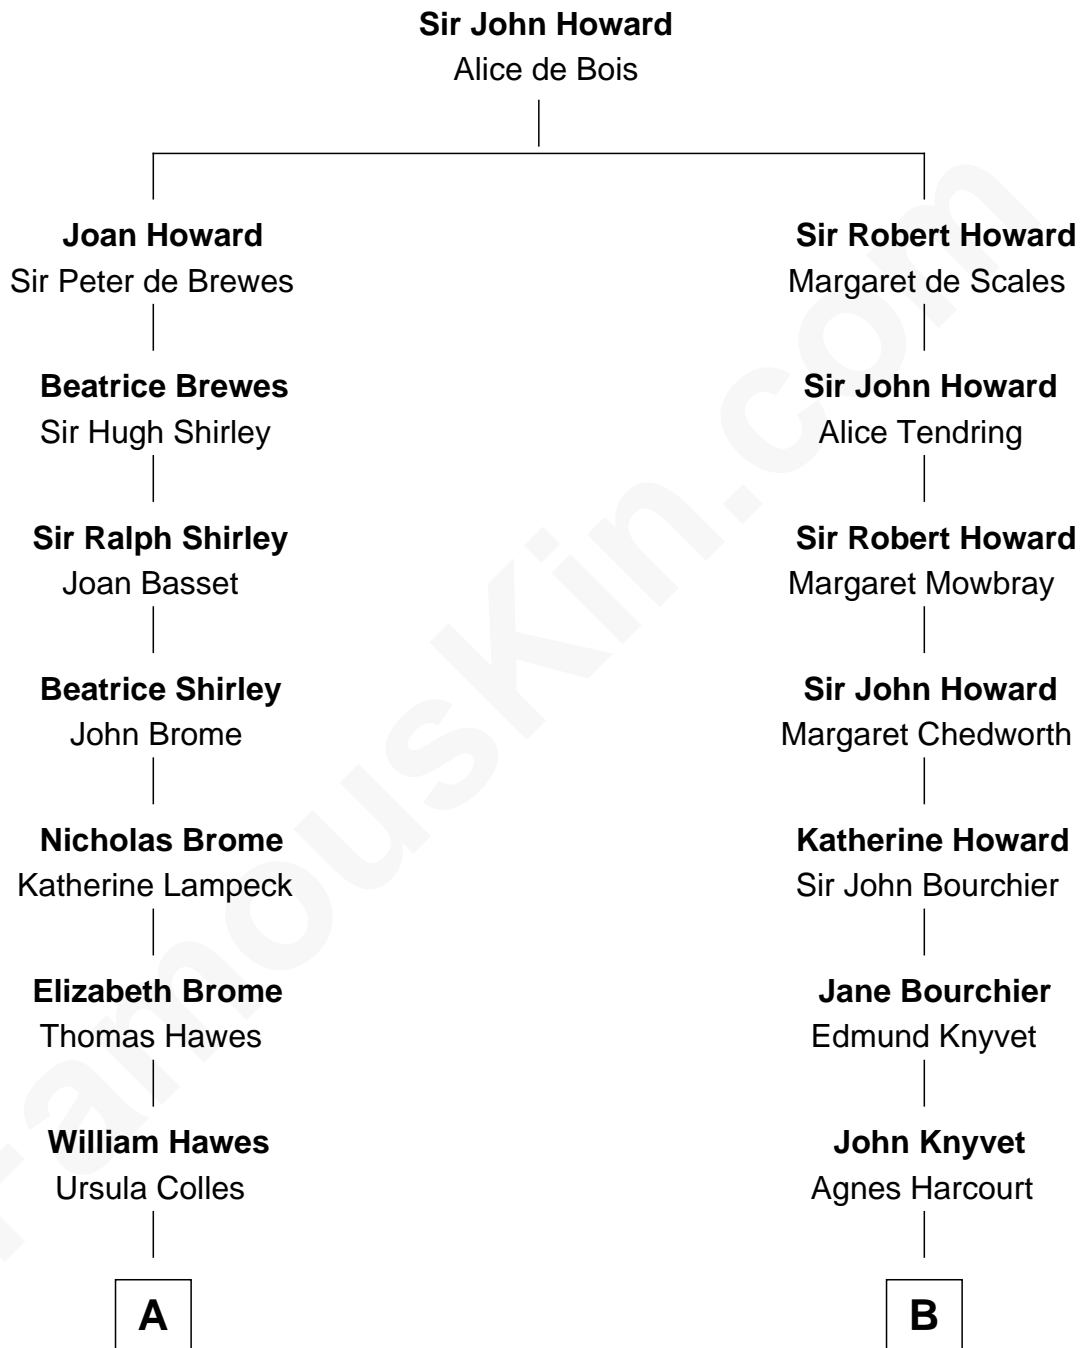 Sir John Howard
Alice de Bois
Joan Howard
Sir Peter de Brewes
Sir Robert Howard
Margaret de Scales
Beatrice Brewes
Sir Hugh Shirley
Sir John Howard
Alice Tendring
Sir Ralph Shirley
Joan Basset
Sir Robert Howard
Margaret Mowbray
Beatrice Shirley
John Brome
Sir John Howard
Margaret Chedworth
Nicholas Brome
Katherine Lampeck
Katherine Howard
Sir John Bourchier
Elizabeth Brome
Thomas Hawes
Jane Bourchier
Edmund Knyvet
William Hawes
Ursula Colles
John Knyvet
Agnes Harcourt
A
B
FamousKin.com